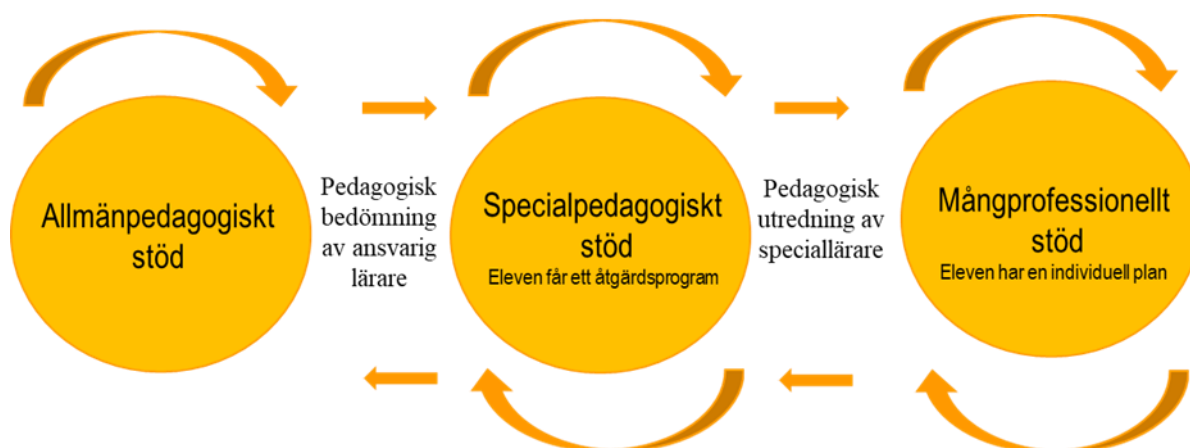 Allmänpedagogiskt
stöd
Pedagogisk
bedömning
av ansvarig
lärare
Specialpedagogiskt
stöd
Eleven får ett åtgärdsprogram
Pedagogisk
utredning av
speciallärare
Mångprofessionellt
stöd
Eleven har en individuell plan